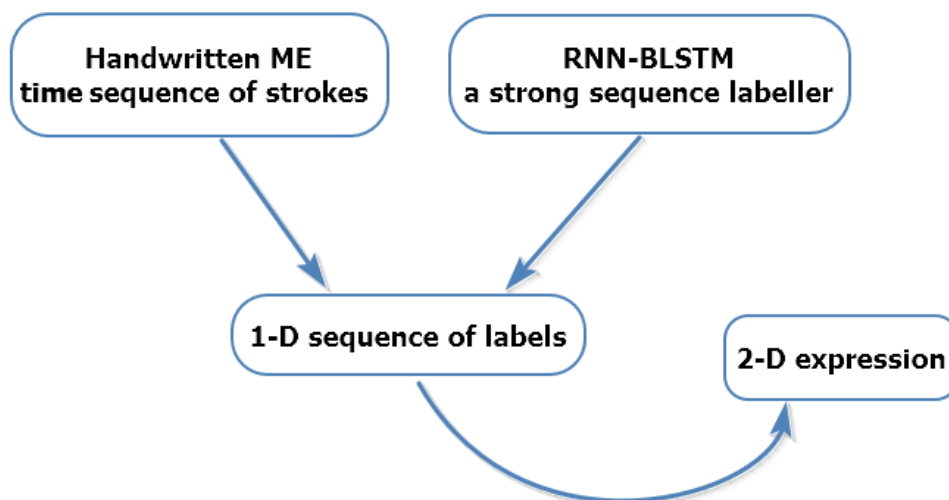 Handwritten ME
time sequence of strokes
RNN-BLSTM
a strong sequence labeller
1-D sequence of labels
2-D expression